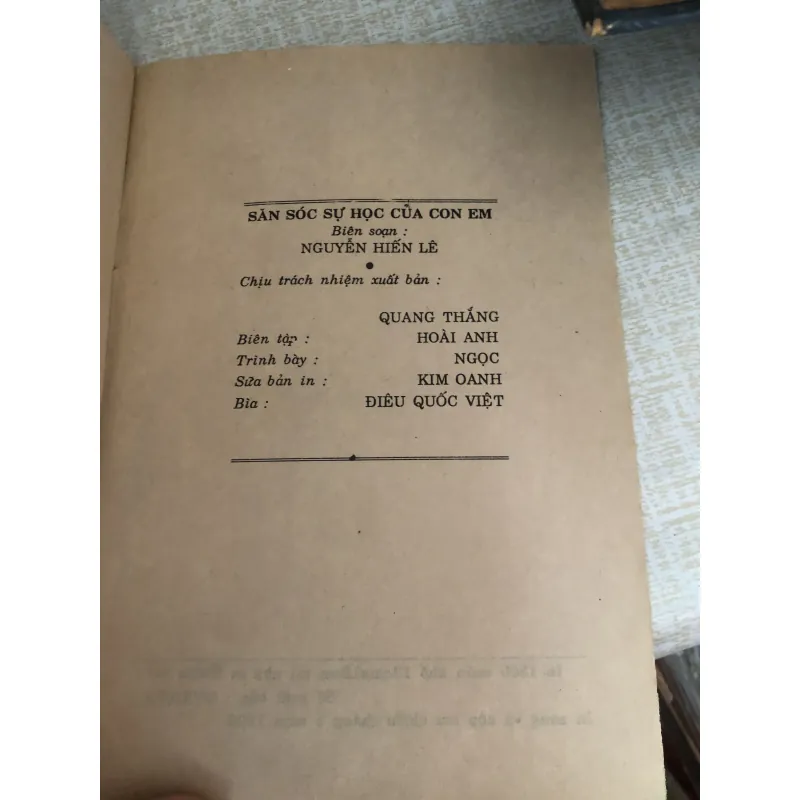 SĂN SÓC SỰ HỌC CỦA CON EM
Biên soạn :
NGUYỄN HIẾN LÊ
Chịu trách nhiệm xuất bản :
QUANG THẮNG
Biên tập : HOÀI ANH
Trình bày : NGỌC
Sửa bản in : KIM OANH
Bìa : ĐIÊU QUỐC VIỆT